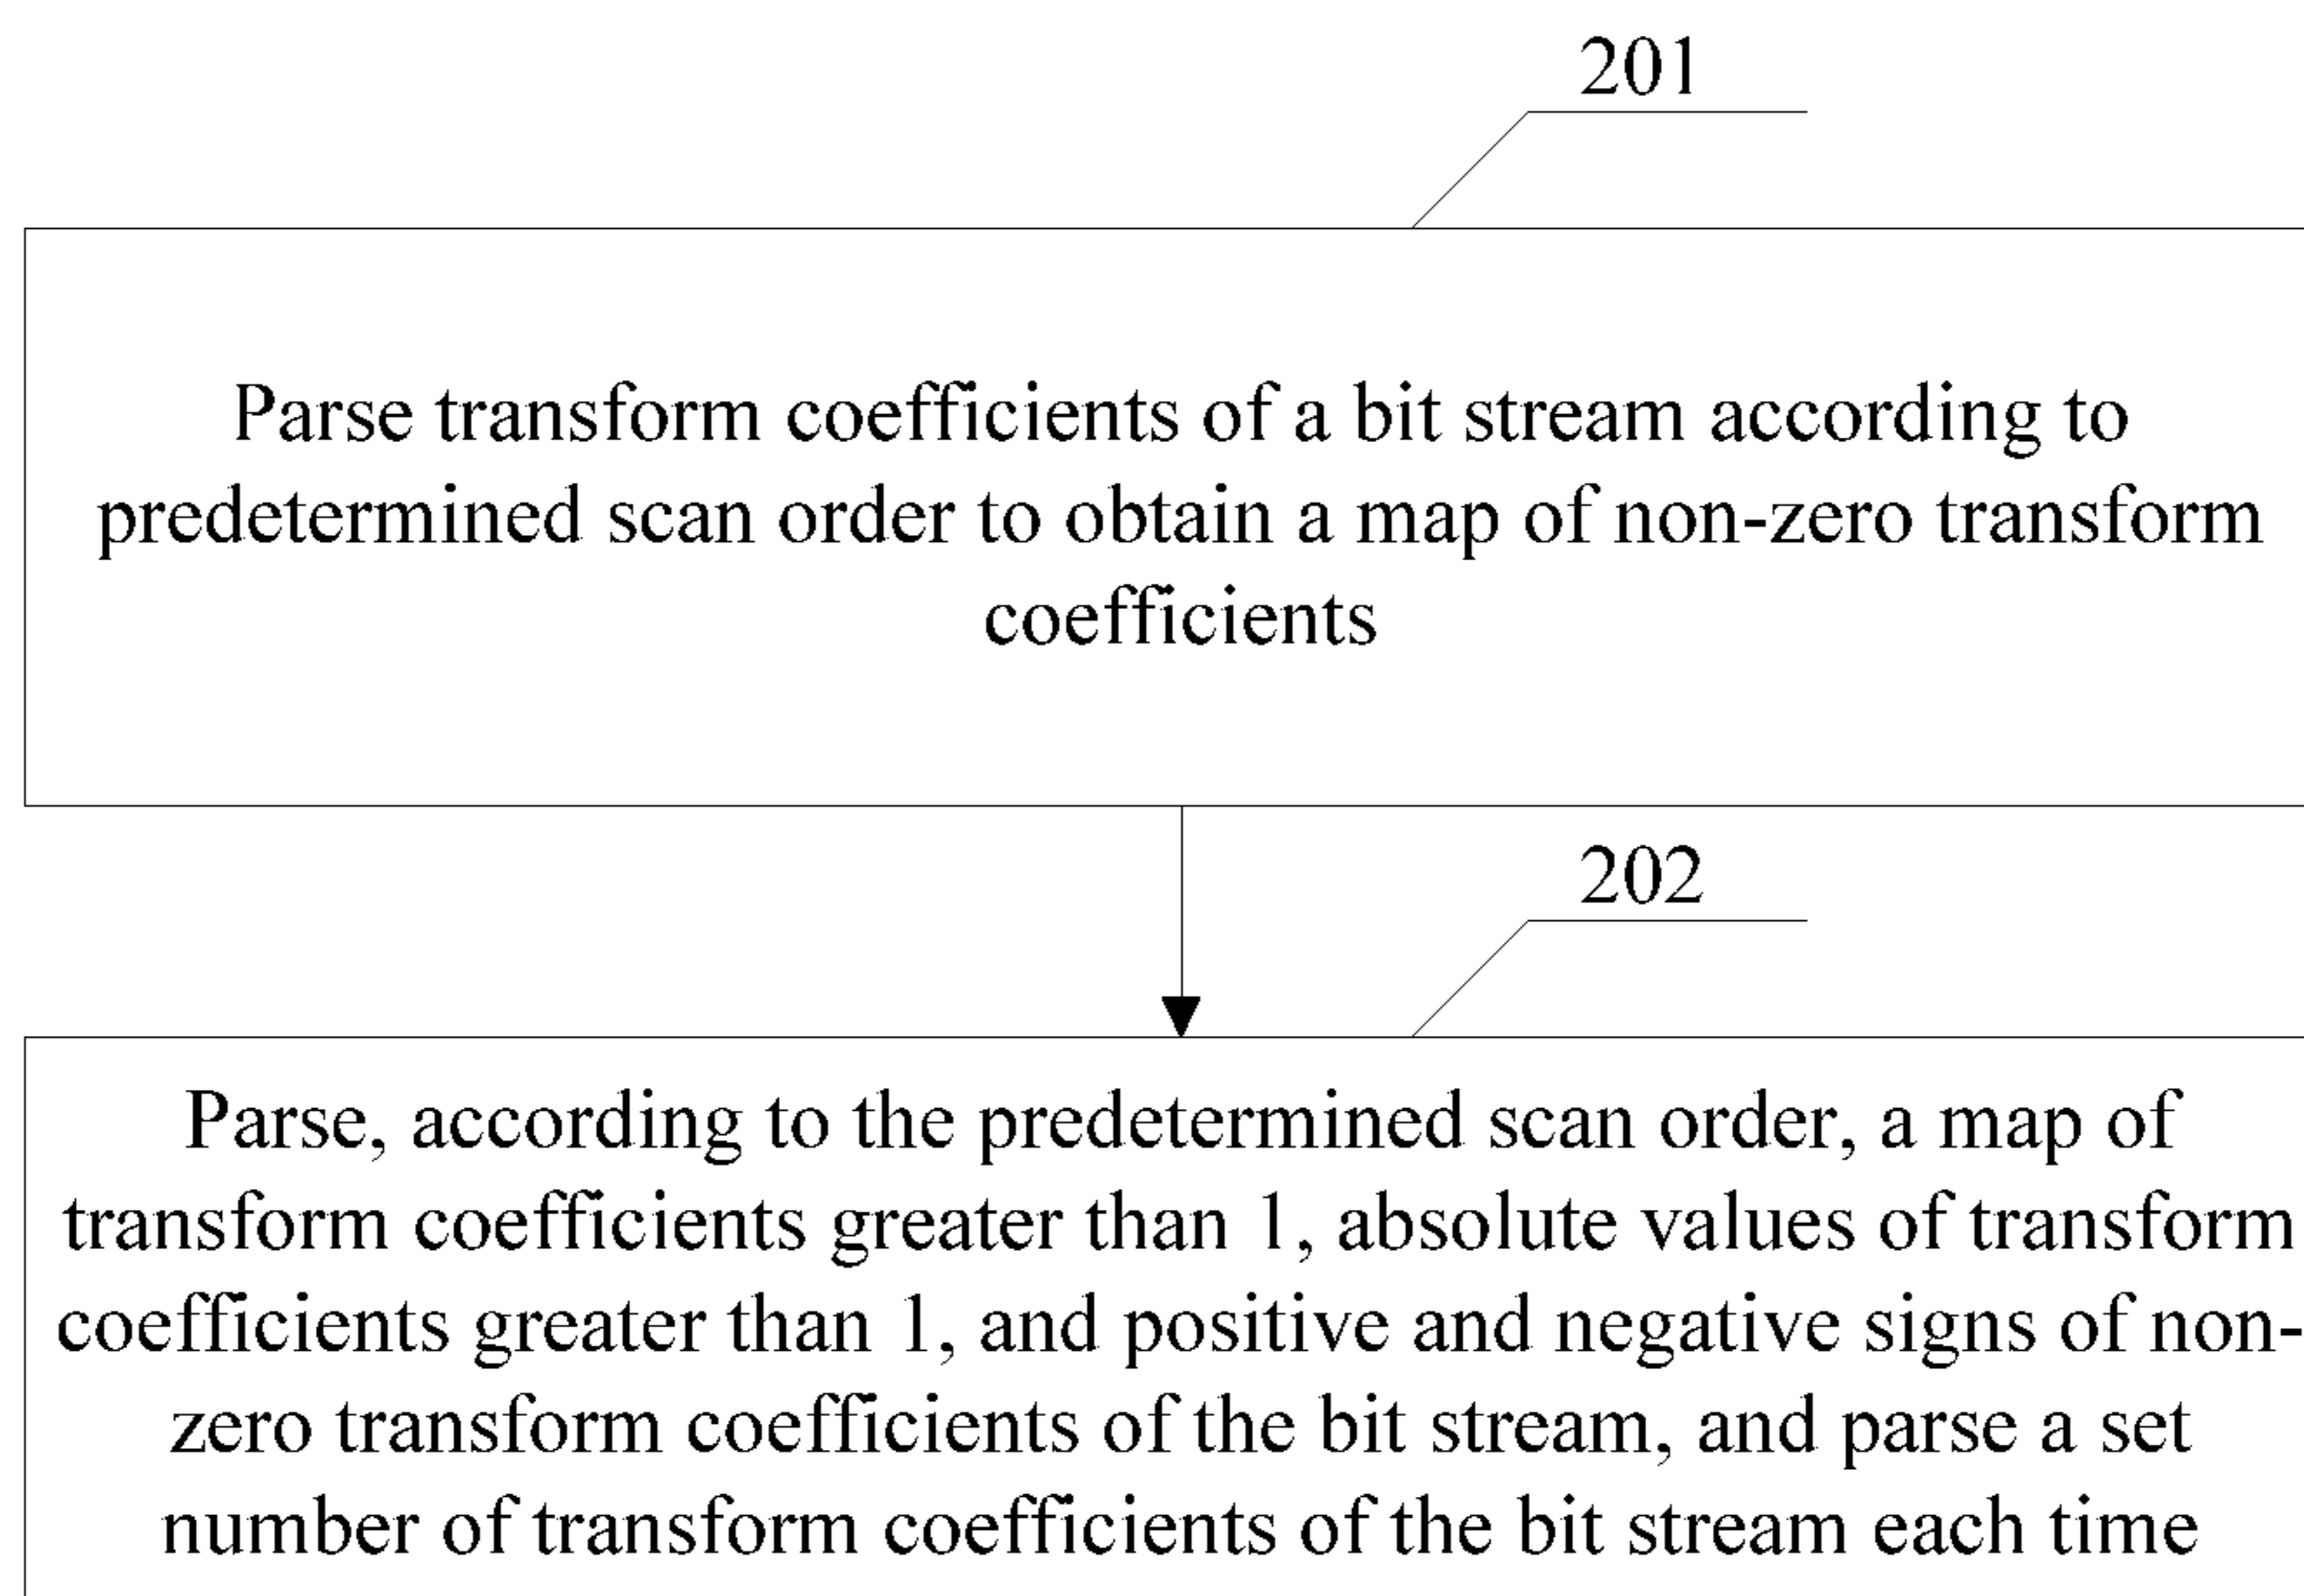 201
Parse transform coefficients of a bit stream according to
predetermined scan order to obtain a map of non-zero transform
coefficients
202
Parse, according to the predetermined scan order, a map of
transform coefficients greater than 1, absolute values of transform
coefficients greater than 1, and positive and negative signs of non-
zero transform coefficients of the bit stream, and parse a set
number of transform coefficients of the bit stream each time